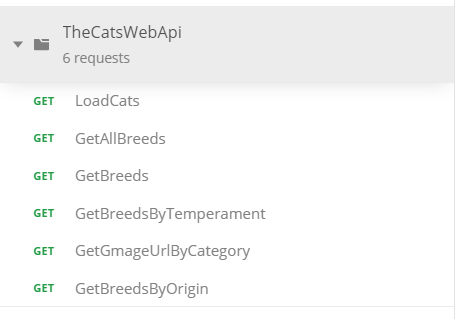 TheCatsWebApi
6 requests
GET LoadCats
GET GetAllBreeds
GET GetBreeds
GET GetBreedsByTemperament
GET GetGmageUrlByCategory
GET GetBreedsByOrigin